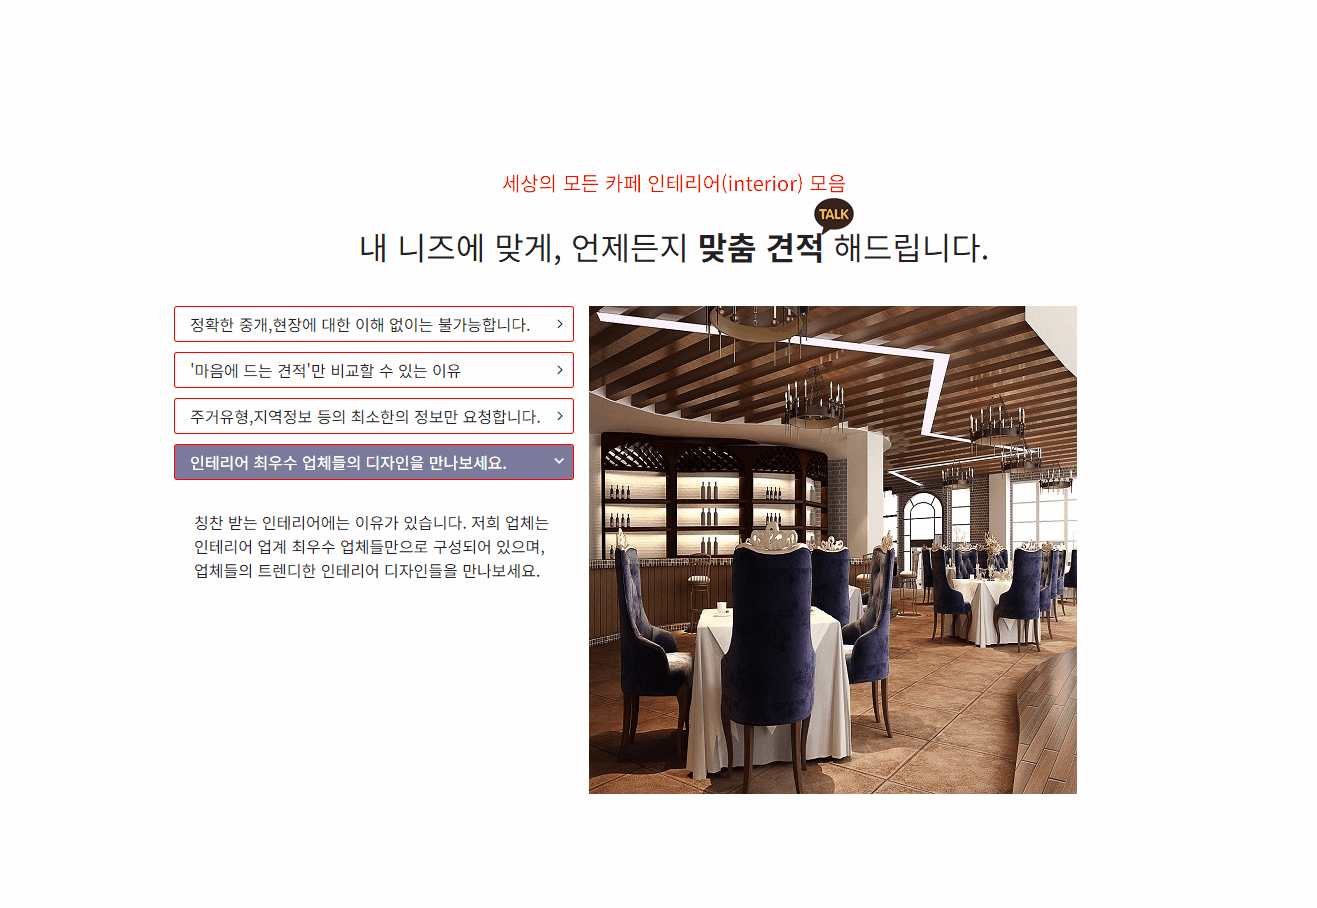 세상의 모든 카페 인테리어(interior) 모음
TALK
내 니즈에 맞게, 언제든지 맞춤 견적 해드립니다.
정확한 중개,현장에 대한 이해 없이는 불가능합니다.
'마음에 드는 견적'만 비교할 수 있는 이유
주거유형,지역정보 등의 최소한의 정보만 요청합니다.
인테리어 최우수 업체들의 디자인을 만나보세요.
칭찬 받는 인테리어에는 이유가 있습니다. 저희 업체는
인테리어 업계 최우수 업체들만으로 구성되어 있으며,
업체들의 트렌디한 인테리어 디자인들을 만나보세요.